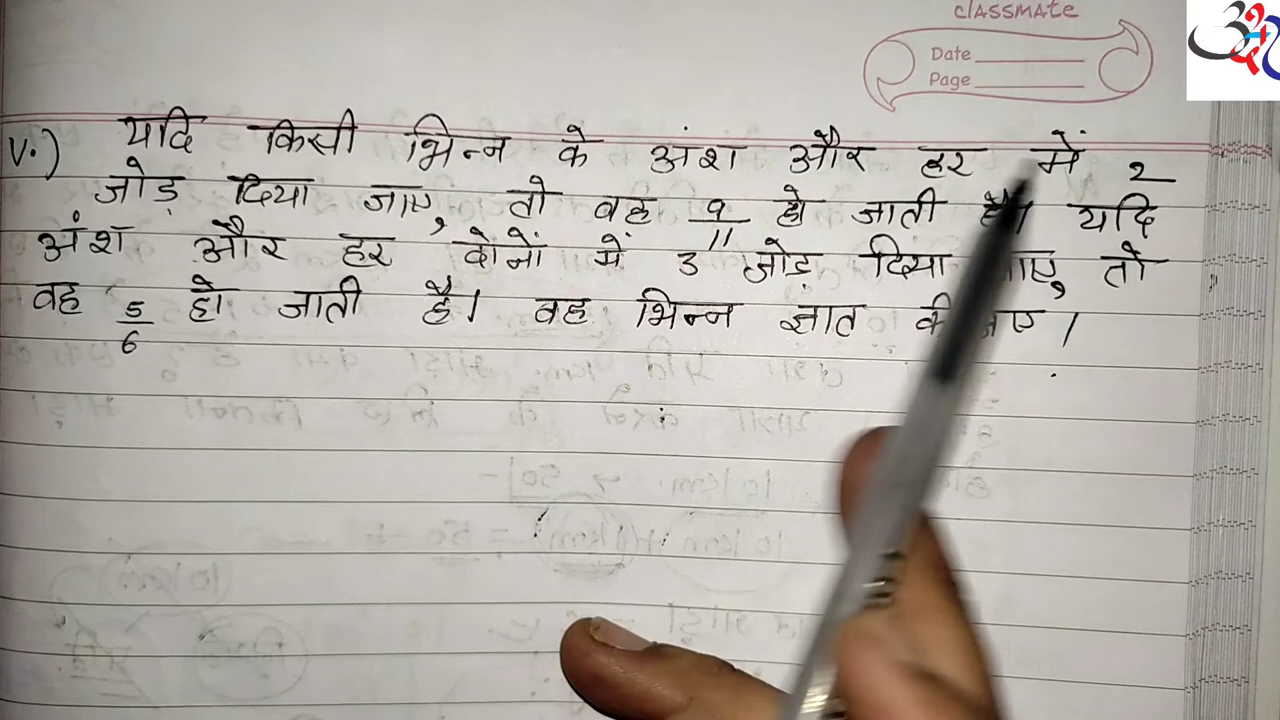 classmate
Date
Page
v.) यदि किसी भिन्न के अंश और हर में 2
जोड़ दिया जाए, तो वह 9/11 हो जाती है। यदि
अंश और हर दोनों में 3 जोड़ दिया जाए, तो
वह 5/6 हो जाती है। वह भिन्न ज्ञात कीजाए।